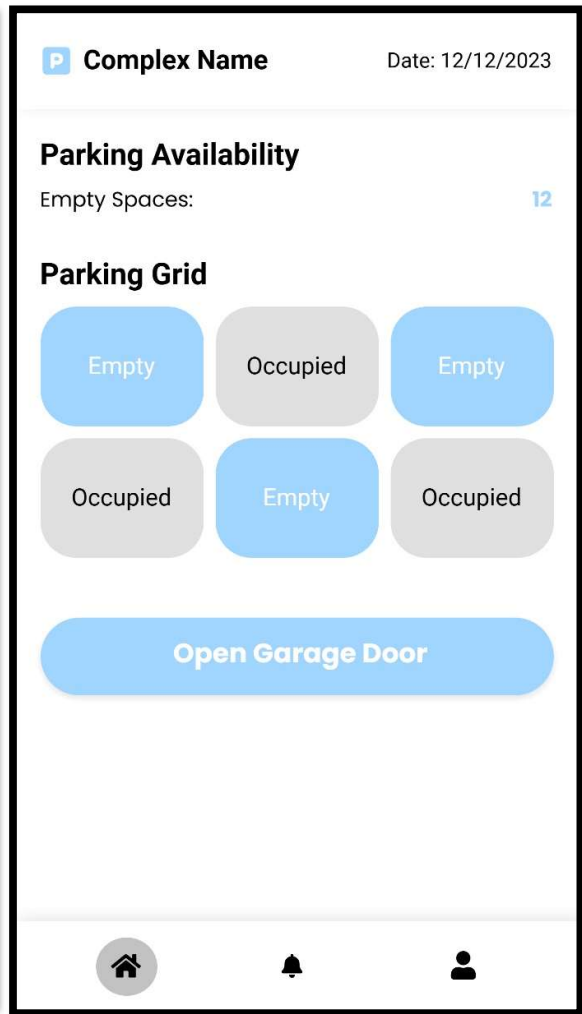 P Complex Name Date: 12/12/2023
Parking Availability
Empty Spaces: 12
Parking Grid
Empty Occupied Empty
Occupied Empty Occupied
Open Garage Door